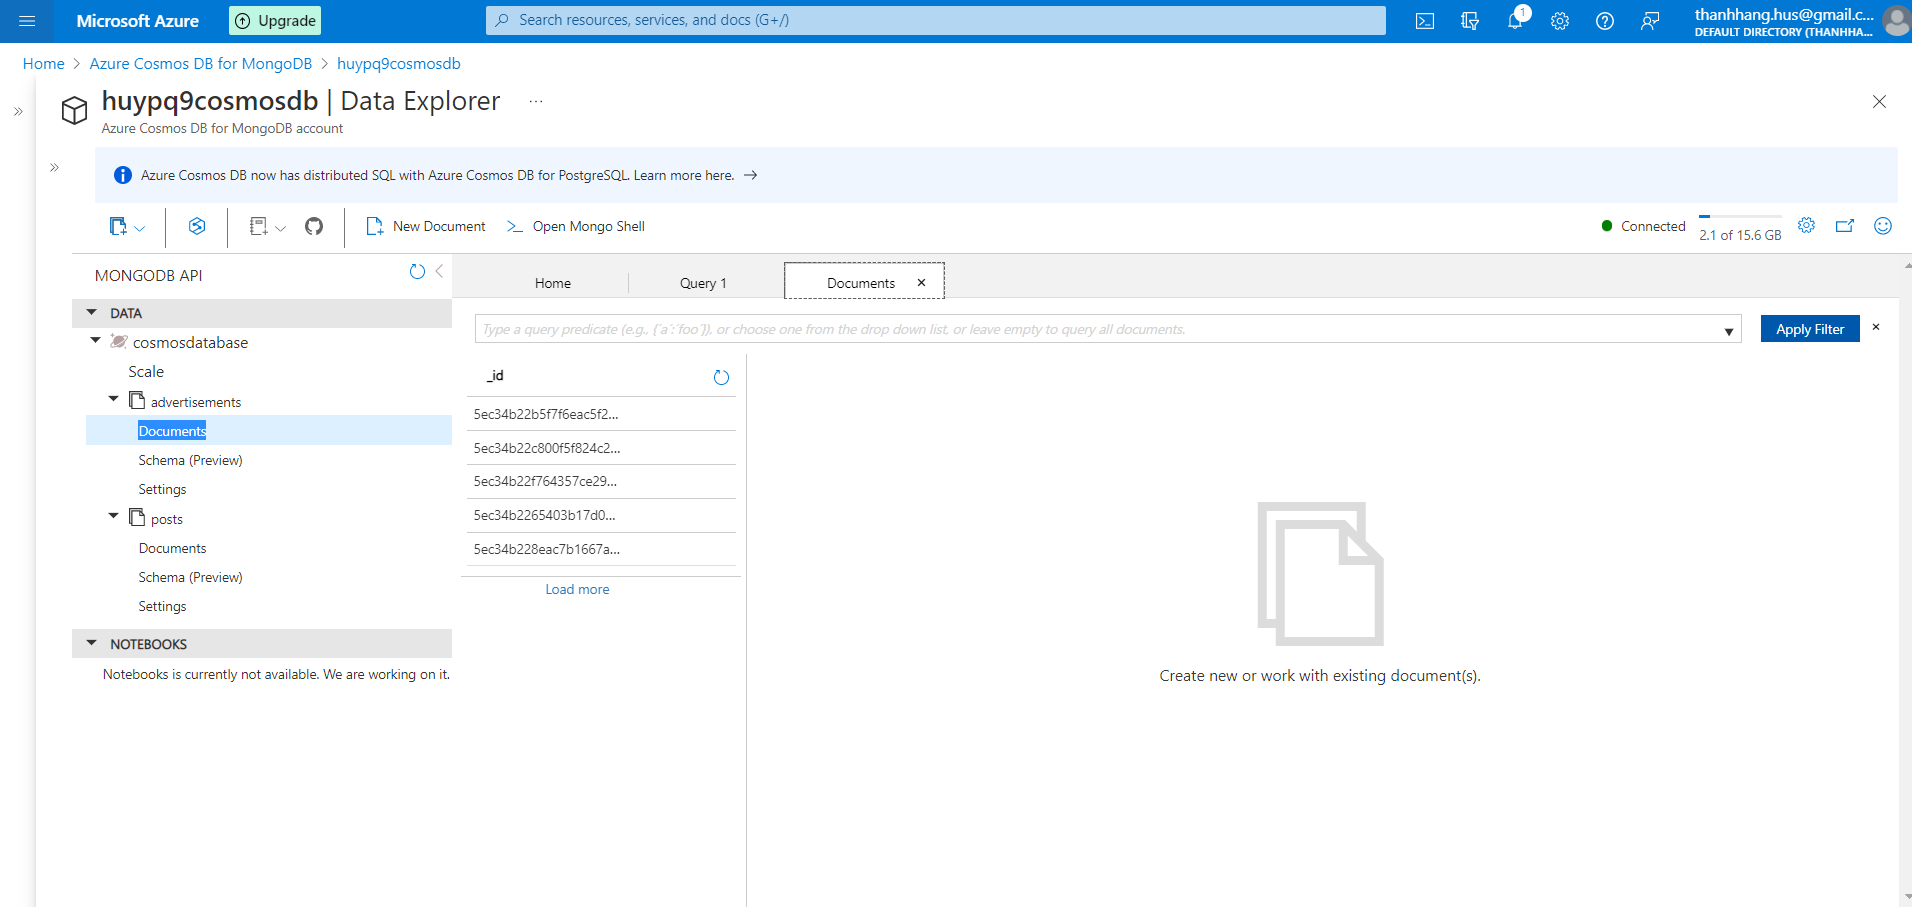 Microsoft Azure
Upgrade
Search resources, services, and docs (G+/)
1
thanhhang.hus@gmail.c...
DEFAULT DIRECTORY (THANHHA...
Home > Azure Cosmos DB for MongoDB > huypq9cosmosdb
huypq9cosmosdb | Data Explorer ...
Azure Cosmos DB for MongoDB account
Azure Cosmos DB now has distributed SQL with Azure Cosmos DB for PostgreSQL. Learn more here. →
New Document
Open Mongo Shell
Connected
2.1 of 15.6 GB
MONGODB API
DATA
cosmosdatabase
Scale
advertisements
Documents
Schema (Preview)
Settings
posts
Documents
Schema (Preview)
Settings
NOTEBOOKS
Notebooks is currently not available. We are working on it.
Home
Query 1
Documents
Type a query predicate (e.g., {´a´:´foo´}), or choose one from the drop down list, or leave empty to query all documents.
Apply Filter
_id
5ec34b22b5f7f6eac5f2...
5ec34b22c800f5f824c2...
5ec34b22f764357ce29...
5ec34b2265403b17d0...
5ec34b228eac7b1667a...
Load more
Create new or work with existing document(s).